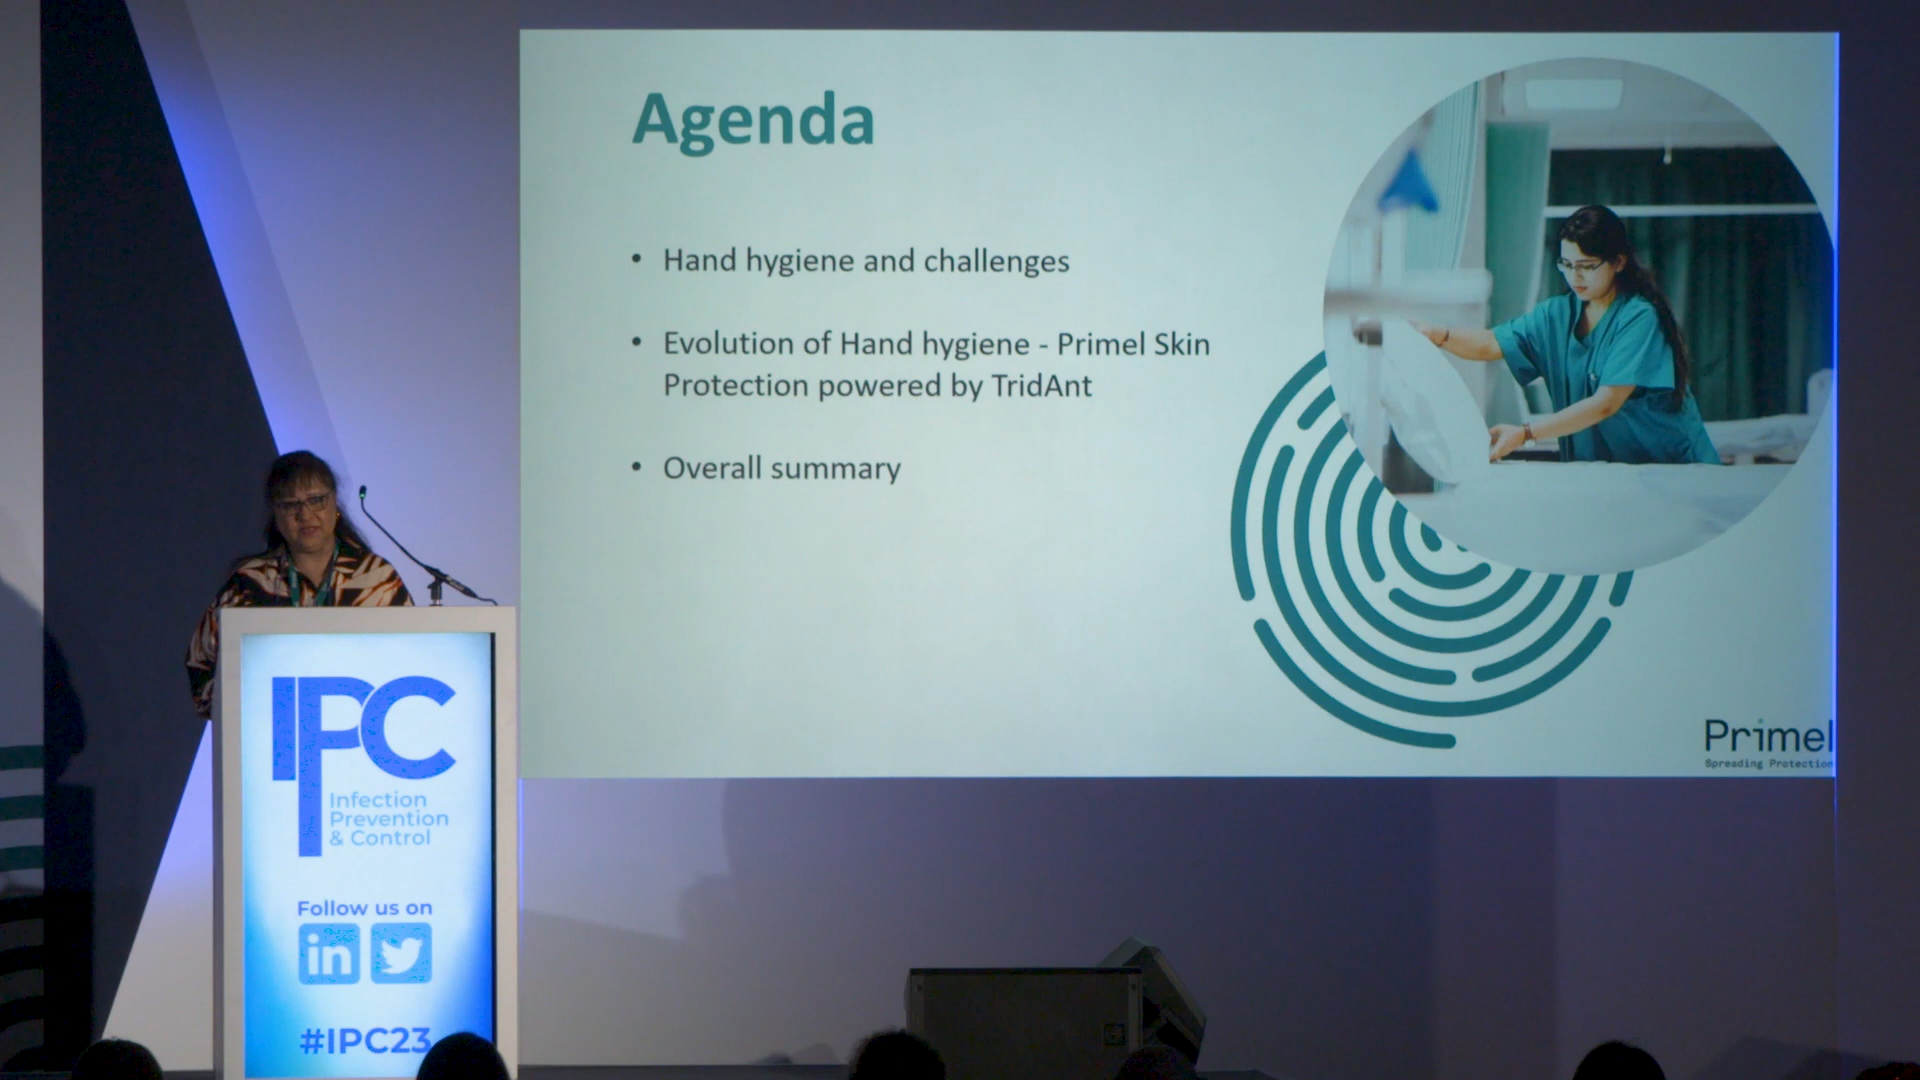 Agenda
• Hand hygiene and challenges
• Evolution of Hand hygiene - Primel Skin
Protection powered by TridAnt
• Overall summary
Primel
Spreading Protection
IPC
Infection
Prevention
& Control
Follow us on
in
#IPC23